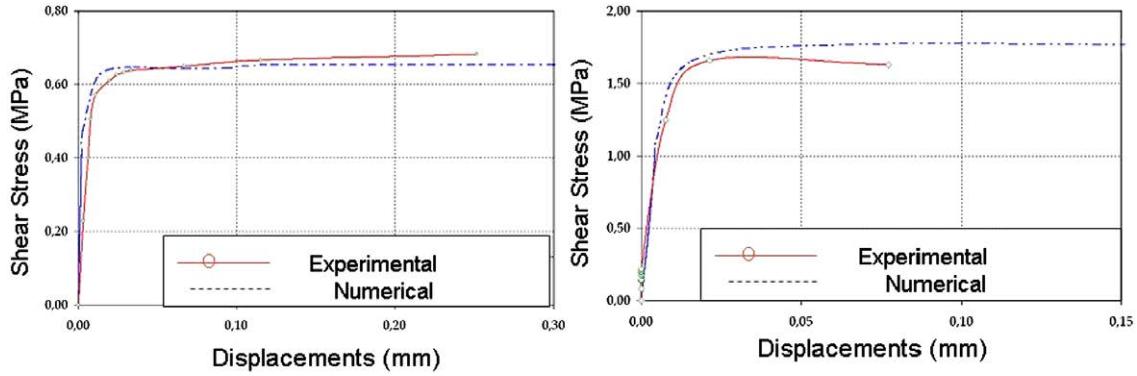 0,80
0,60
0,40
0,20
0,00
Shear Stress (MPa)
Experimental
Numerical
0,00 0,10 0,20 0,30
Displacements (mm)
2,00
1,50
1,00
0,50
0,00
Shear Stress (MPa)
Experimental
Numerical
0,00 0,05 0,10 0,15
Displacements (mm)